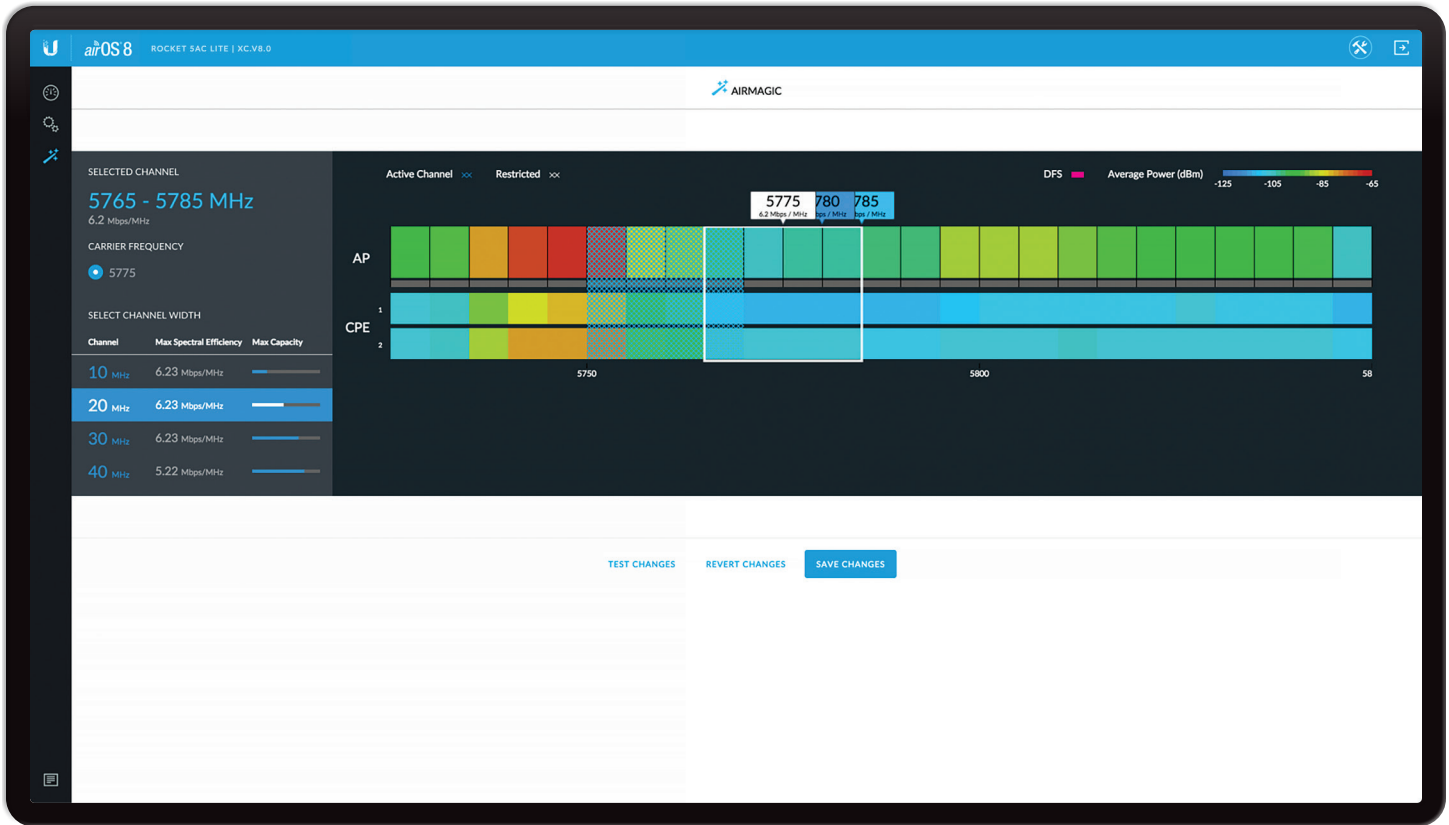 U airOS 8 ROCKET 5AC LITE | XC.V8.0
AIRMAGIC
SELECTED CHANNEL
5765 - 5785 MHz
6.2 Mbps/MHz
CARRIER FREQUENCY
5775
SELECT CHANNEL WIDTH
Channel Max Spectral Efficiency Max Capacity
10 MHz 6.23 Mbps/MHz
20 MHz 6.23 Mbps/MHz
30 MHz 6.23 Mbps/MHz
40 MHz 5.22 Mbps/MHz
Active Channel Restricted DFS Average Power (dBm)
-125 -105 -85 -65
5775 780 785
6.2 Mbps / MHz bps / MHz bps / MHz
AP
CPE
1
2
5750 5800 58
TEST CHANGES REVERT CHANGES SAVE CHANGES